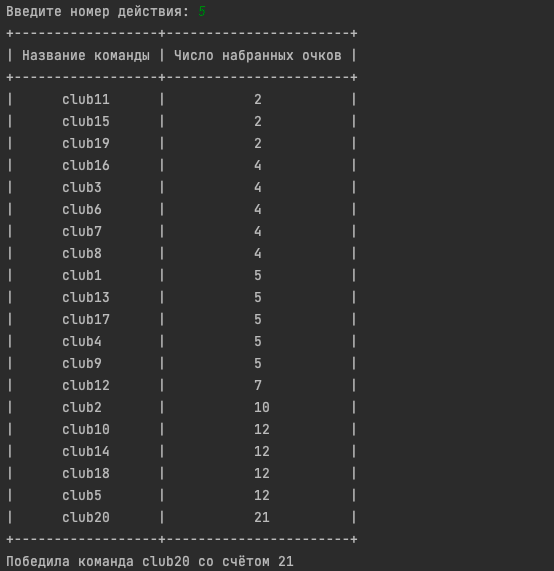 Введите номер действия: 5
+------------------+-----------------------+
| Название команды | Число набранных очков |
+------------------+-----------------------+
|      club11      |           2           |
|      club15      |           2           |
|      club19      |           2           |
|      club16      |           4           |
|      club3       |           4           |
|      club6       |           4           |
|      club7       |           4           |
|      club8       |           4           |
|      club1       |           5           |
|      club13      |           5           |
|      club17      |           5           |
|      club4       |           5           |
|      club9       |           5           |
|      club12      |           7           |
|      club2       |           10          |
|      club10      |           12          |
|      club14      |           12          |
|      club18      |           12          |
|      club5       |           12          |
|      club20      |           21          |
+------------------+-----------------------+
Победила команда club20 со счётом 21